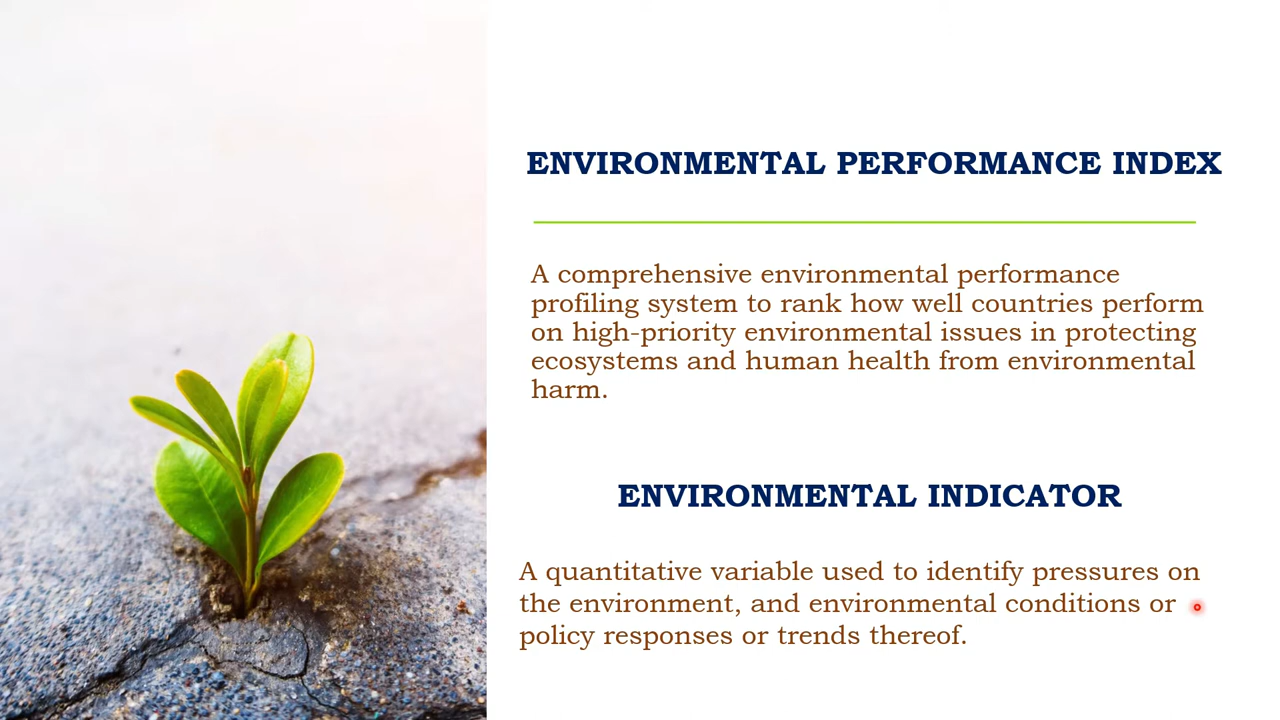 ENVIRONMENTAL PERFORMANCE INDEX
A comprehensive environmental performance
profiling system to rank how well countries perform
on high-priority environmental issues in protecting
ecosystems and human health from environmental
harm.
ENVIRONMENTAL INDICATOR
A quantitative variable used to identify pressures on
the environment, and environmental conditions or
policy responses or trends thereof.